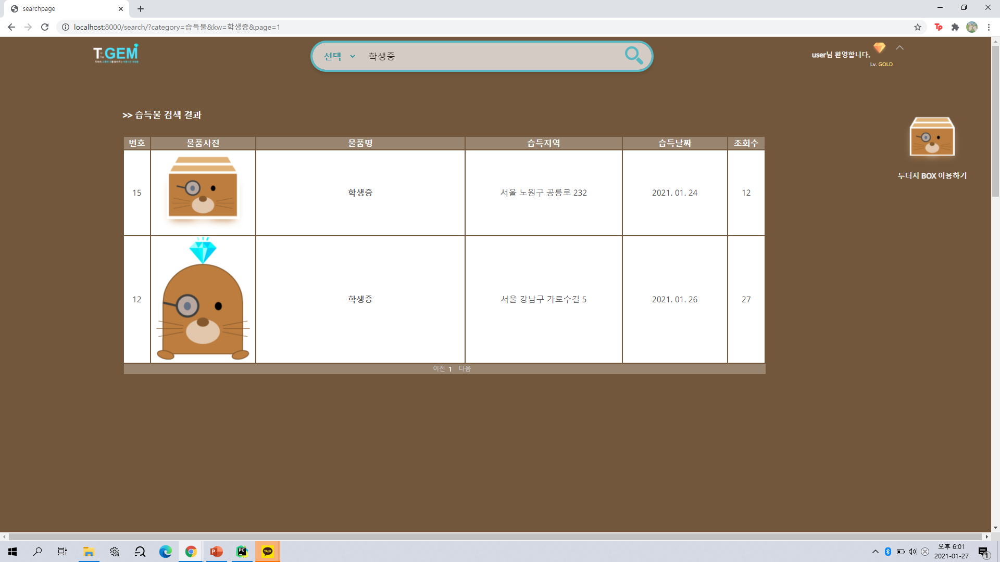 searchpage
localhost:8000/search/?category=습득물&kw=학생증&page=1
Tp
T GEM
선택 학생증
user님 환영합니다.
Lv. GOLD
>> 습득물 검색 결과
번호 물품사진 물품명 습득지역 습득날짜 조회수
15 학생증 서울 노원구 공릉로 232 2021. 01. 24 12
12 학생증 서울 강남구 가로수길 5 2021. 01. 26 27
이전 1 다음
두더지 BOX 이용하기
P
PC
TALK
오후 6:01
2021-01-27
1